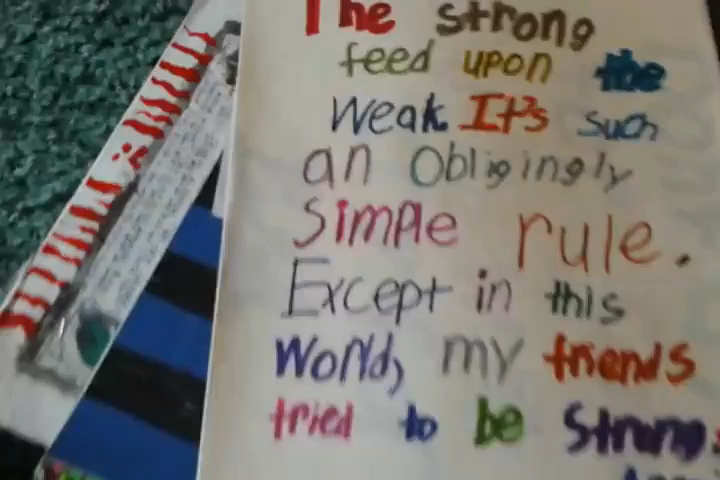 The strong
feed upon the
weak It's such
an obligingly
simple rule.
Except in this
world, my friends
tried to be strong.